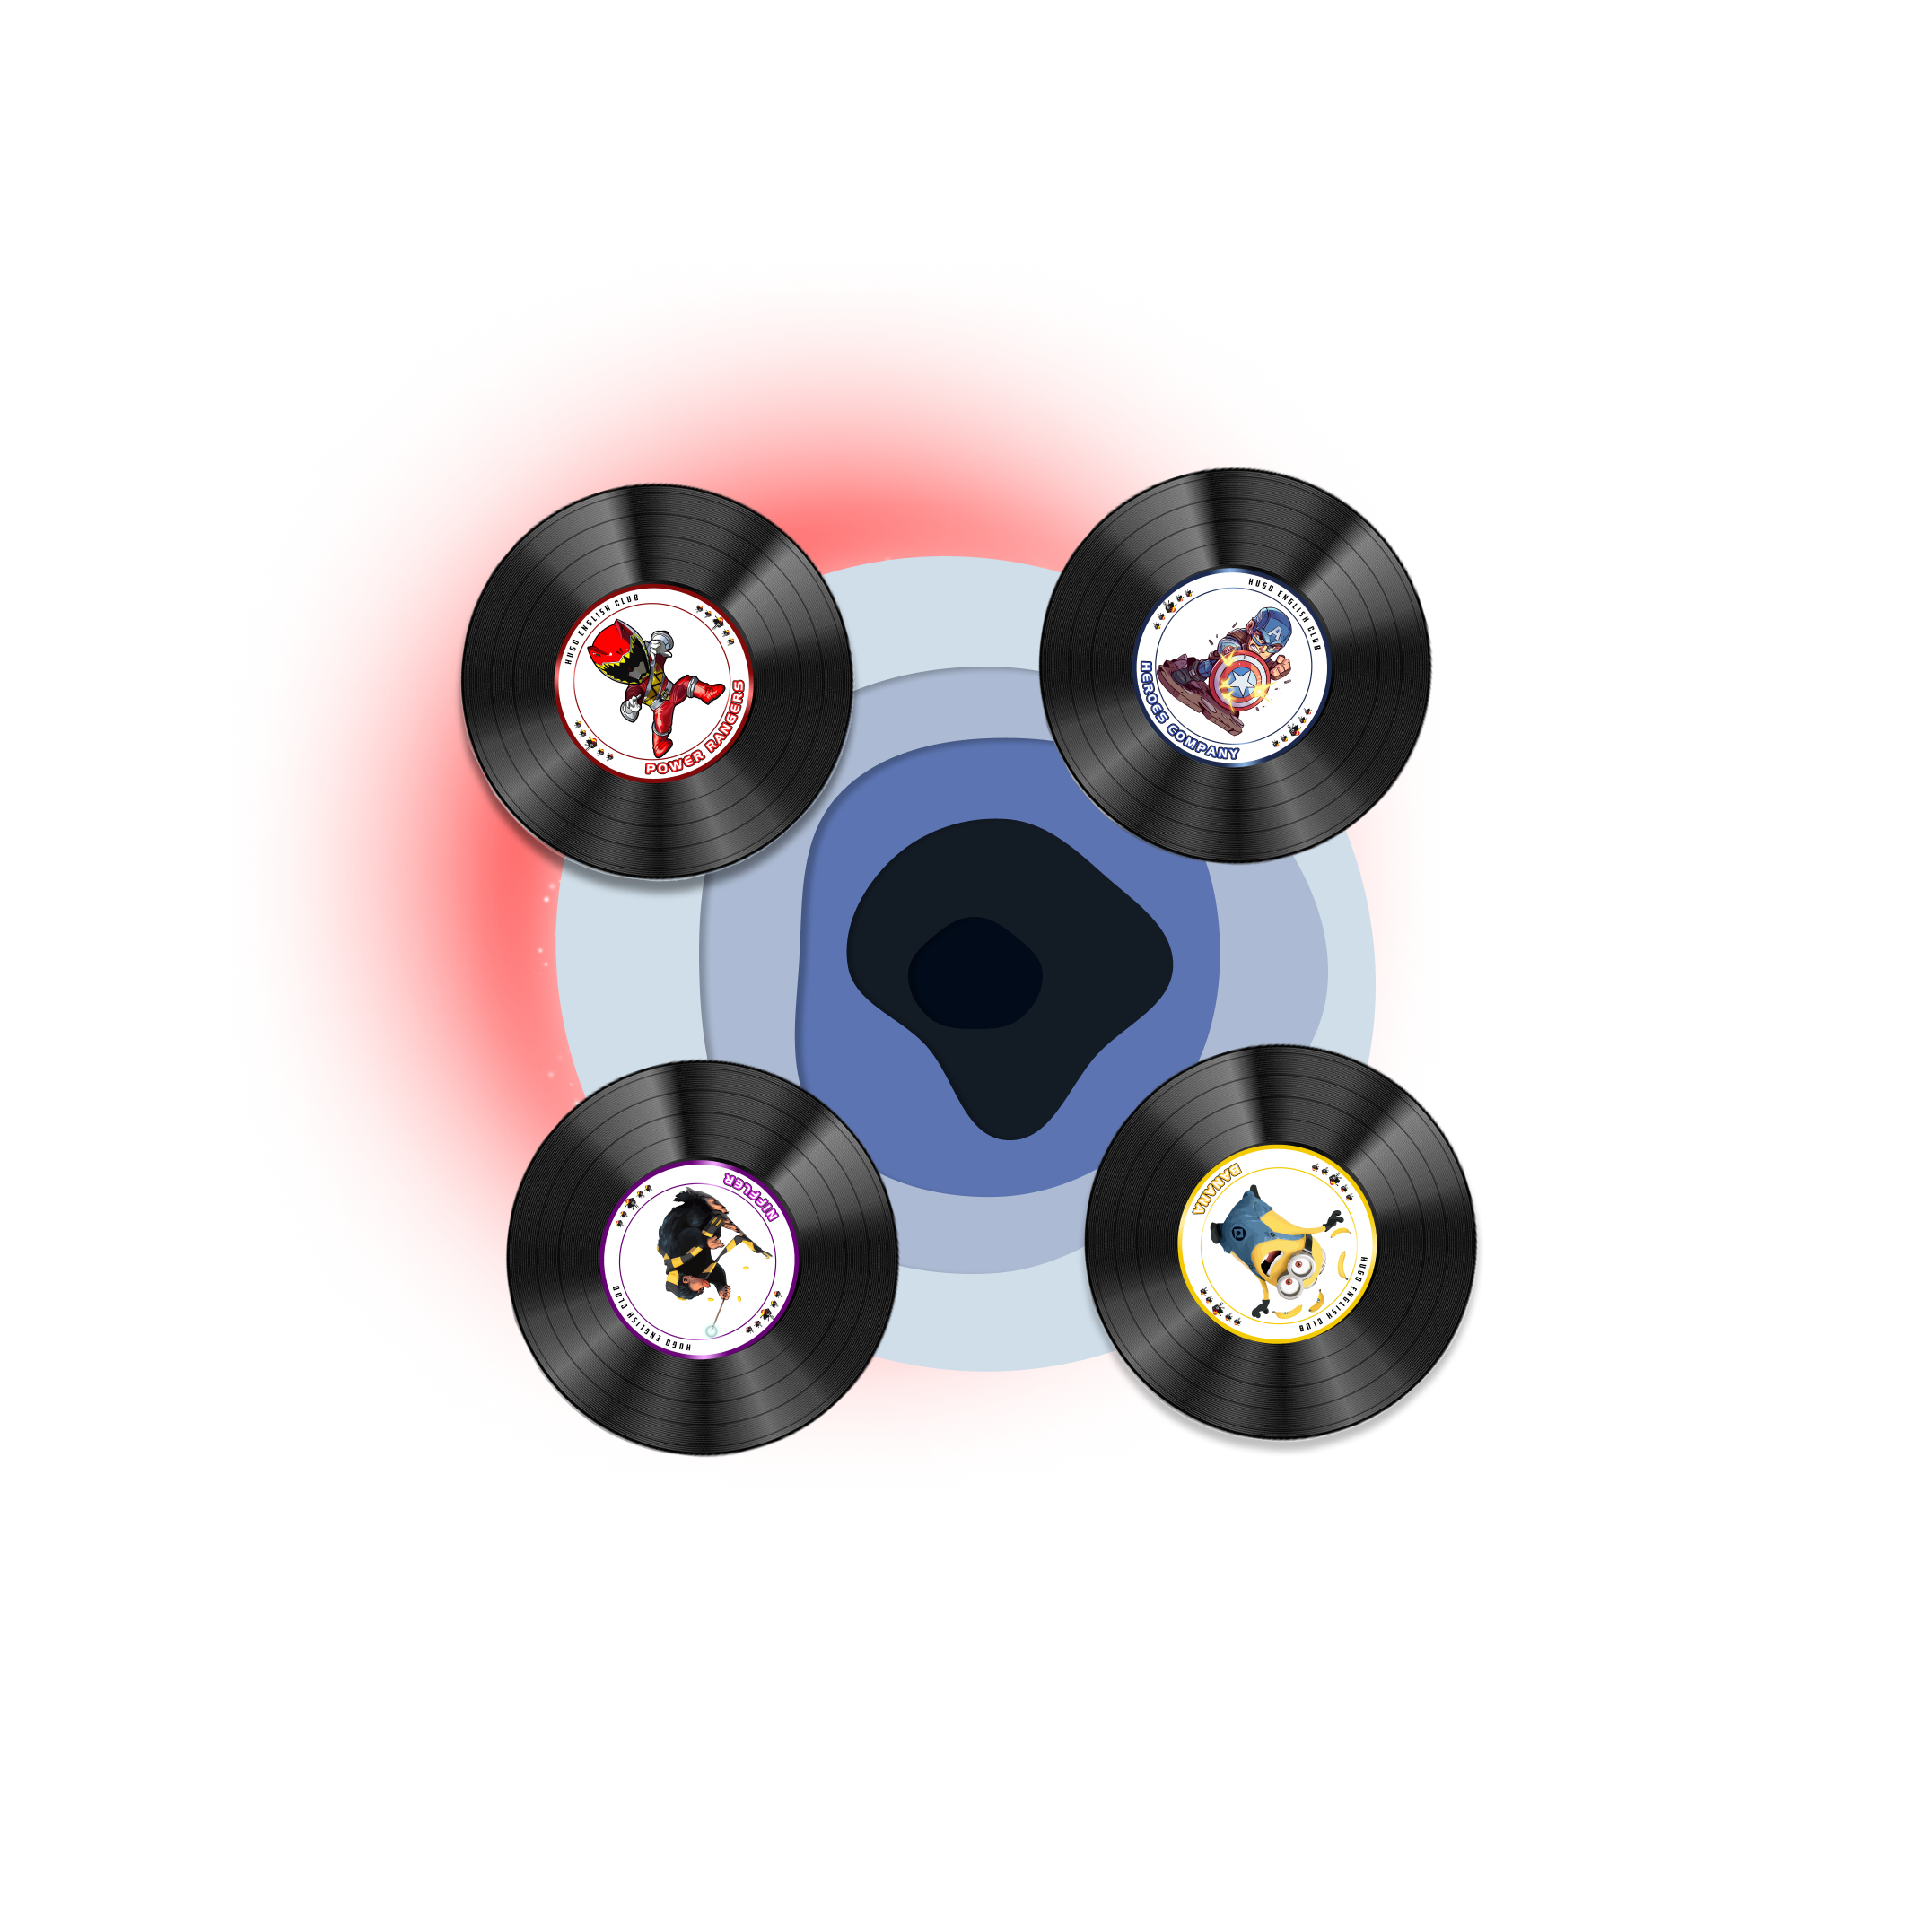 HUGO ENGLISH CLUB
POWER RANGERS
HUGO ENGLISH CLUB
A
HEROES COMPANY
NIFFLER
HUGO ENGLISH CLUB
BANANA
HUGO ENGLISH CLUB